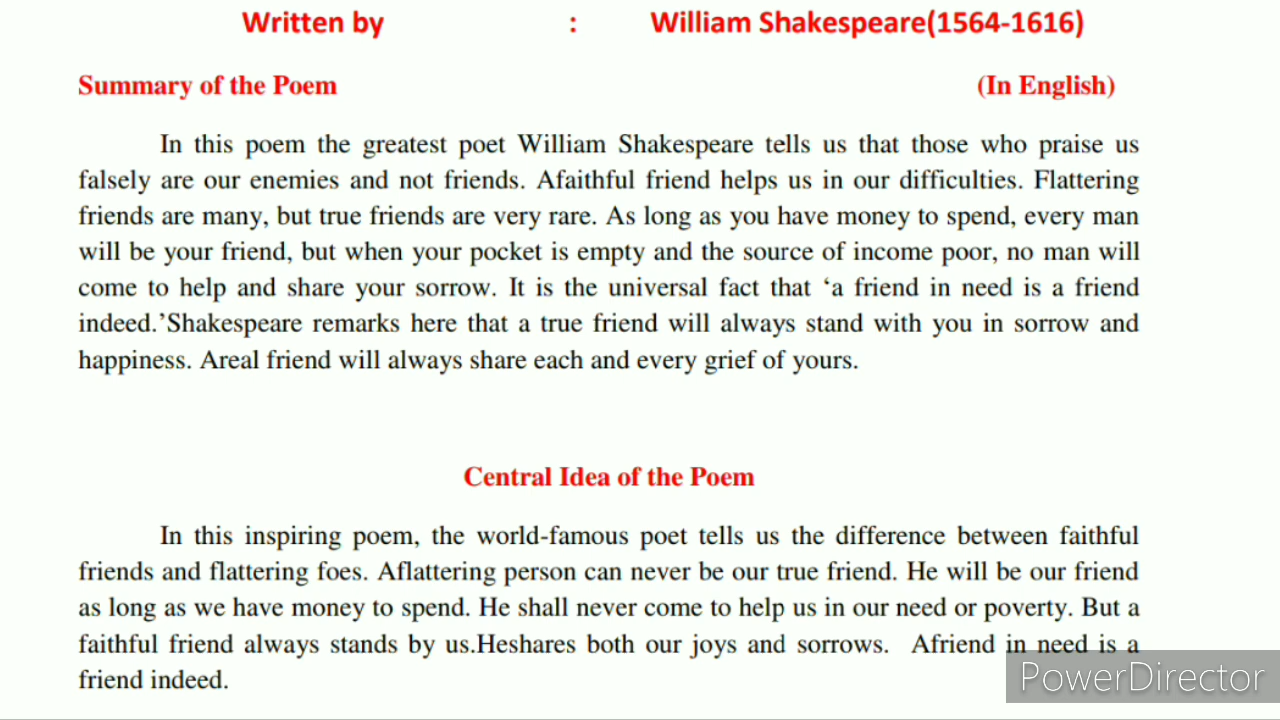 Written by : William Shakespeare(1564-1616)
Summary of the Poem (In English)
In this poem the greatest poet William Shakespeare tells us that those who praise us
falsely are our enemies and not friends. Afaithful friend helps us in our difficulties. Flattering
friends are many, but true friends are very rare. As long as you have money to spend, every man
will be your friend, but when your pocket is empty and the source of income poor, no man will
come to help and share your sorrow. It is the universal fact that ‘a friend in need is a friend
indeed.’Shakespeare remarks here that a true friend will always stand with you in sorrow and
happiness. Areal friend will always share each and every grief of yours.
Central Idea of the Poem
In this inspiring poem, the world-famous poet tells us the difference between faithful
friends and flattering foes. Aflattering person can never be our true friend. He will be our friend
as long as we have money to spend. He shall never come to help us in our need or poverty. But a
faithful friend always stands by us.Heshares both our joys and sorrows. Afriend in need is a
friend indeed.
PowerDirector